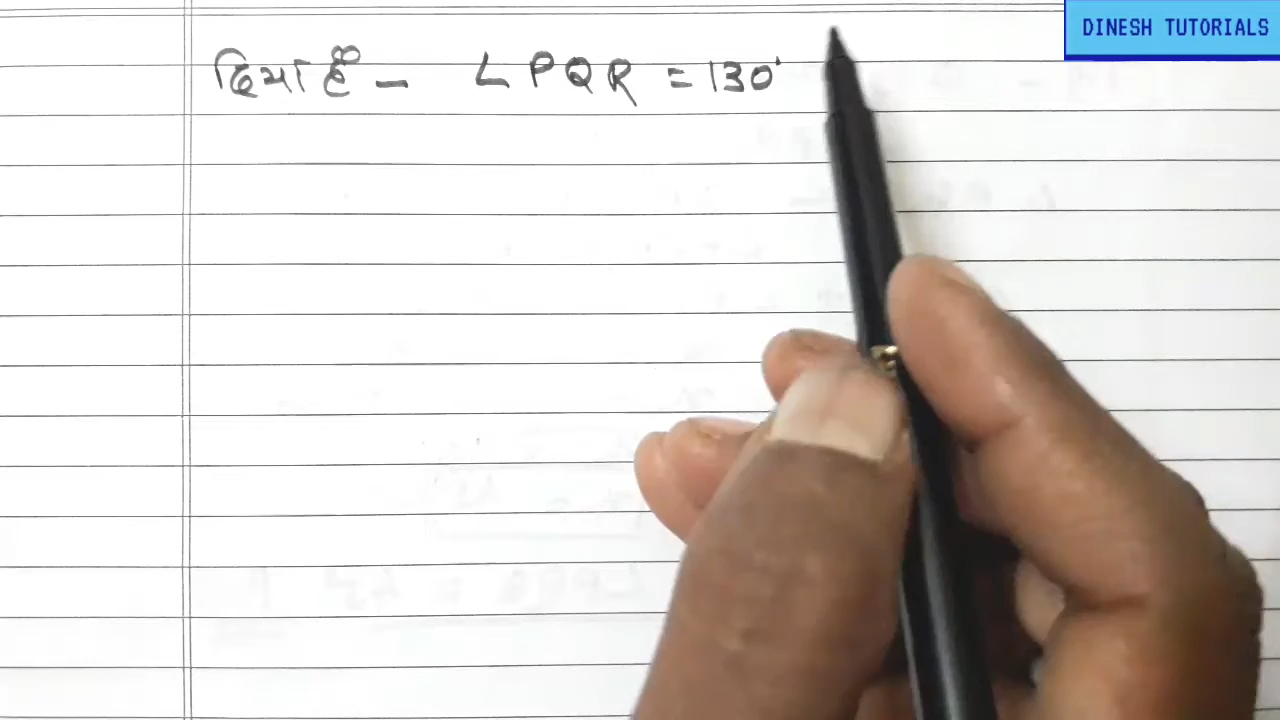 DINESH TUTORIALS
दिया है - ∠PQR = 130°